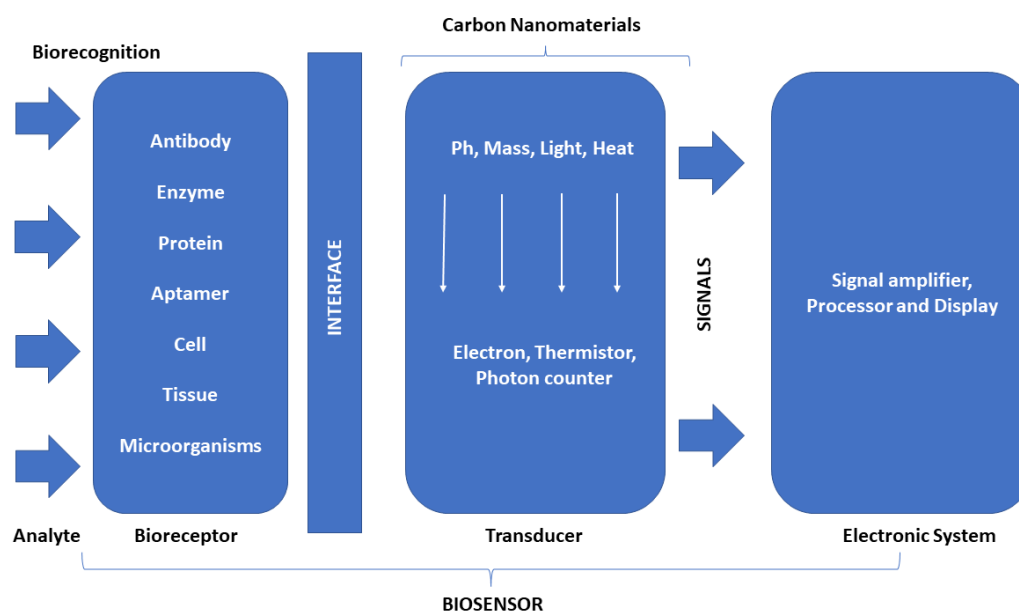 Carbon Nanomaterials
Biorecognition
Antibody
Enzyme
Protein
Aptamer
Cell
Tissue
Microorganisms
INTERFACE
Ph, Mass, Light, Heat
Electron, Thermistor,
Photon counter
SIGNALS
Signal amplifier,
Processor and Display
Analyte
Bioreceptor
Transducer
Electronic System
BIOSENSOR